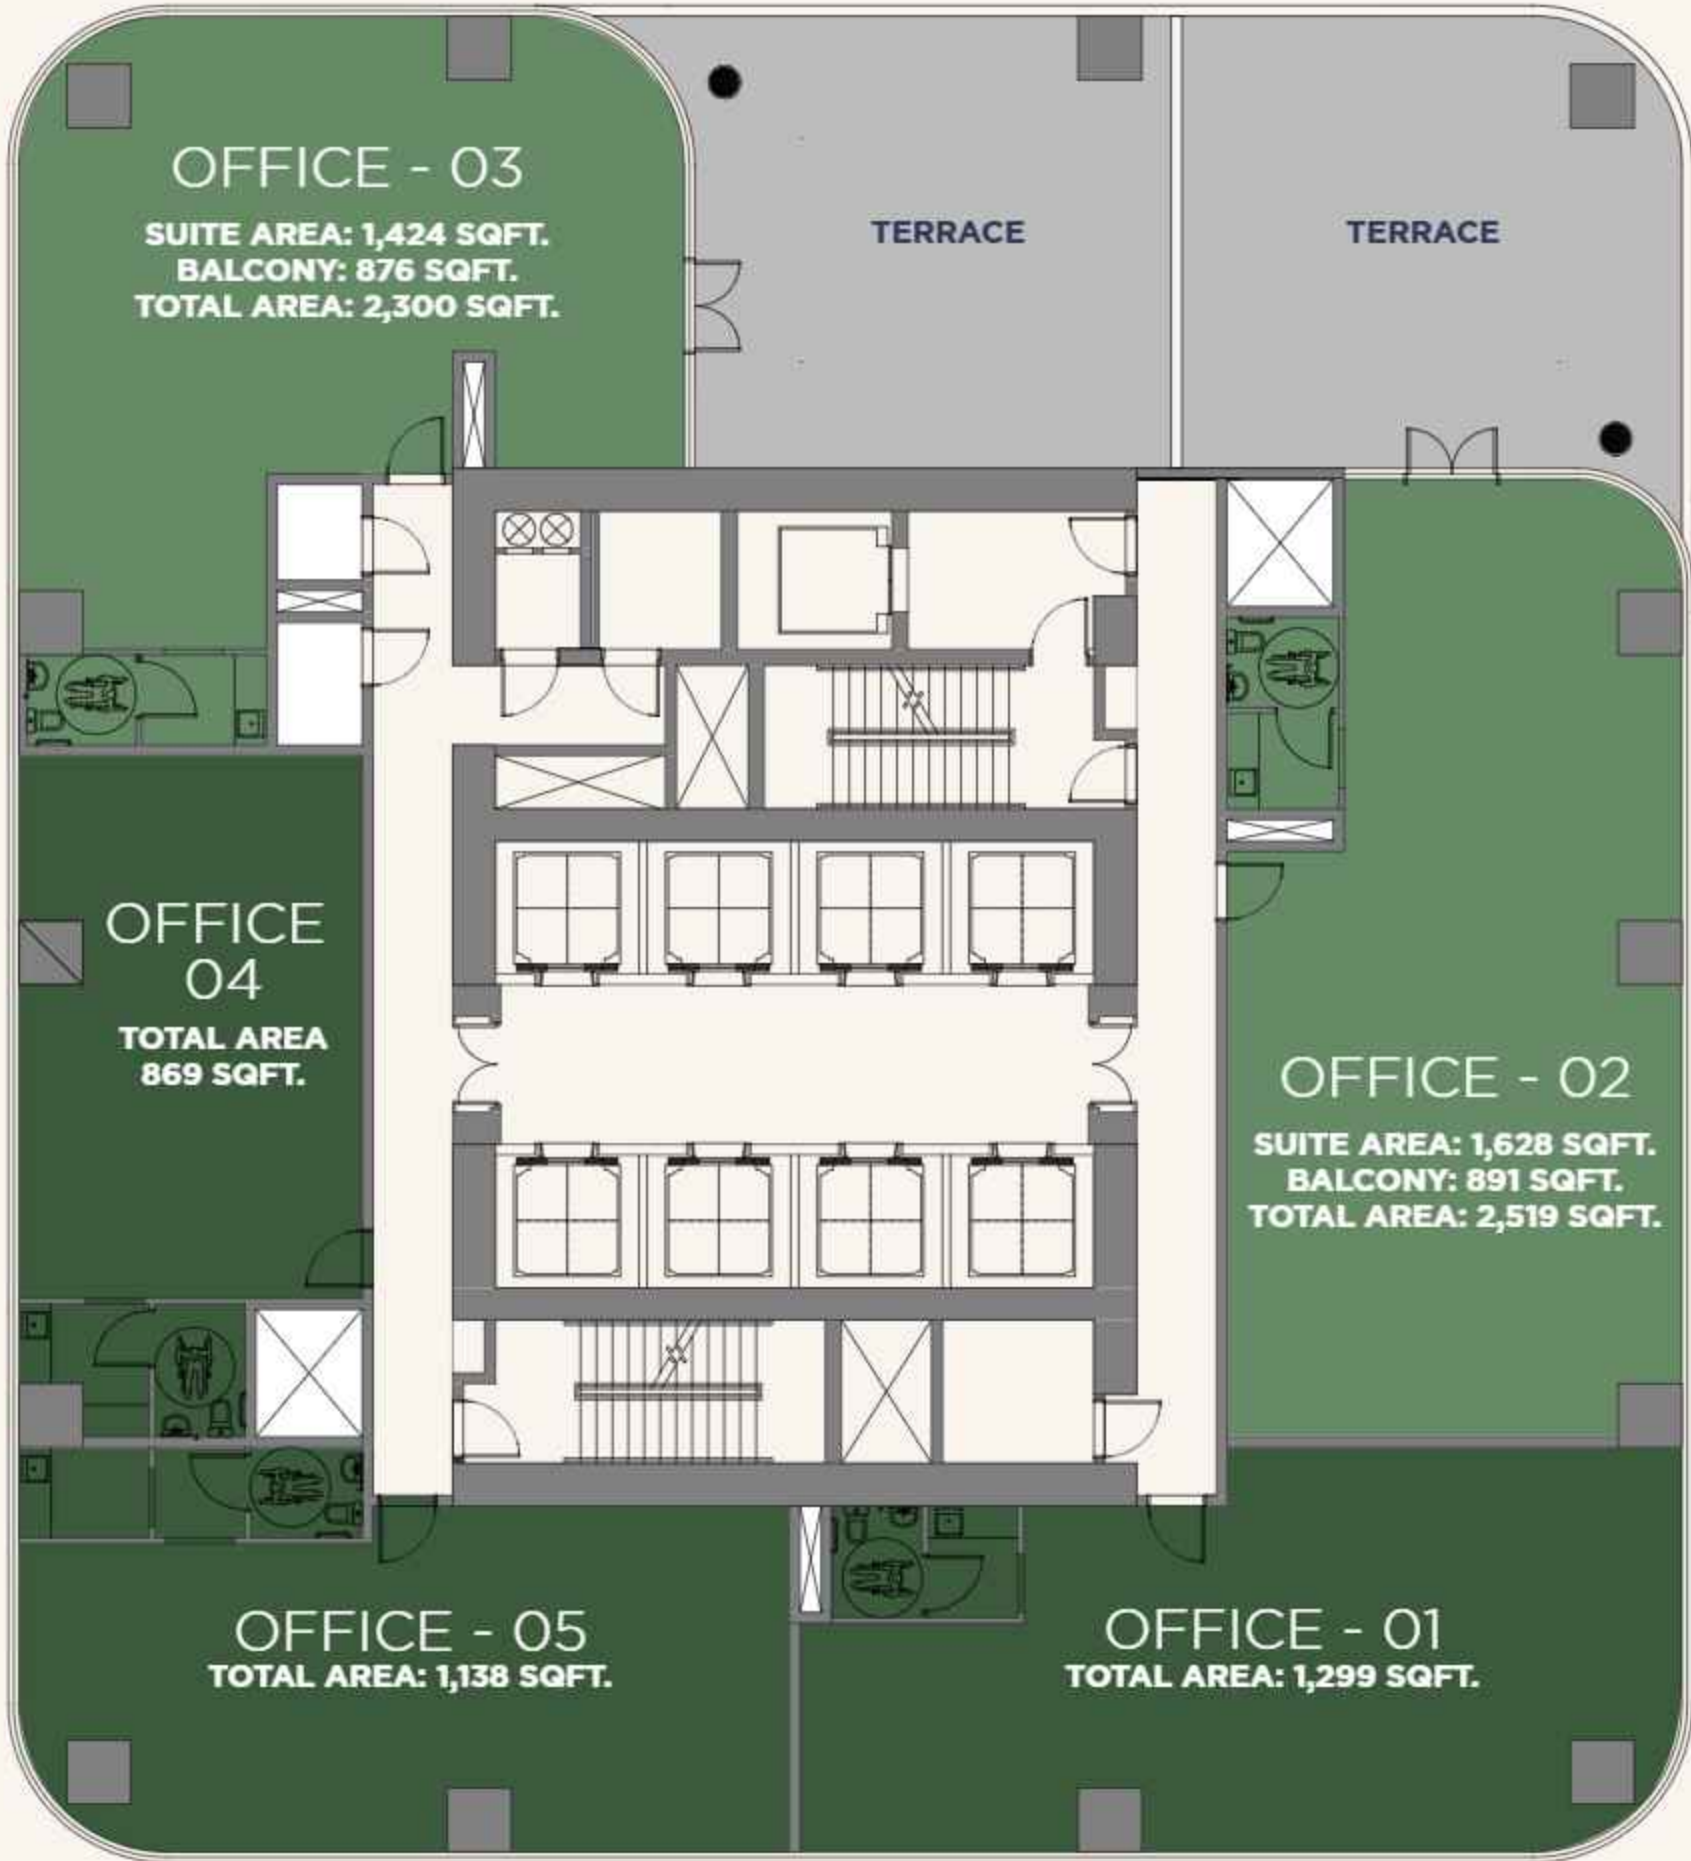 OFFICE - 03
SUITE AREA: 1,424 SQFT.
BALCONY: 876 SQFT.
TOTAL AREA: 2,300 SQFT.
TERRACE
TERRACE
OFFICE
04
TOTAL AREA
869 SQFT.
OFFICE - 02
SUITE AREA: 1,628 SQFT.
BALCONY: 891 SQFT.
TOTAL AREA: 2,519 SQFT.
OFFICE - 05
TOTAL AREA: 1,138 SQFT.
OFFICE - 01
TOTAL AREA: 1,299 SQFT.